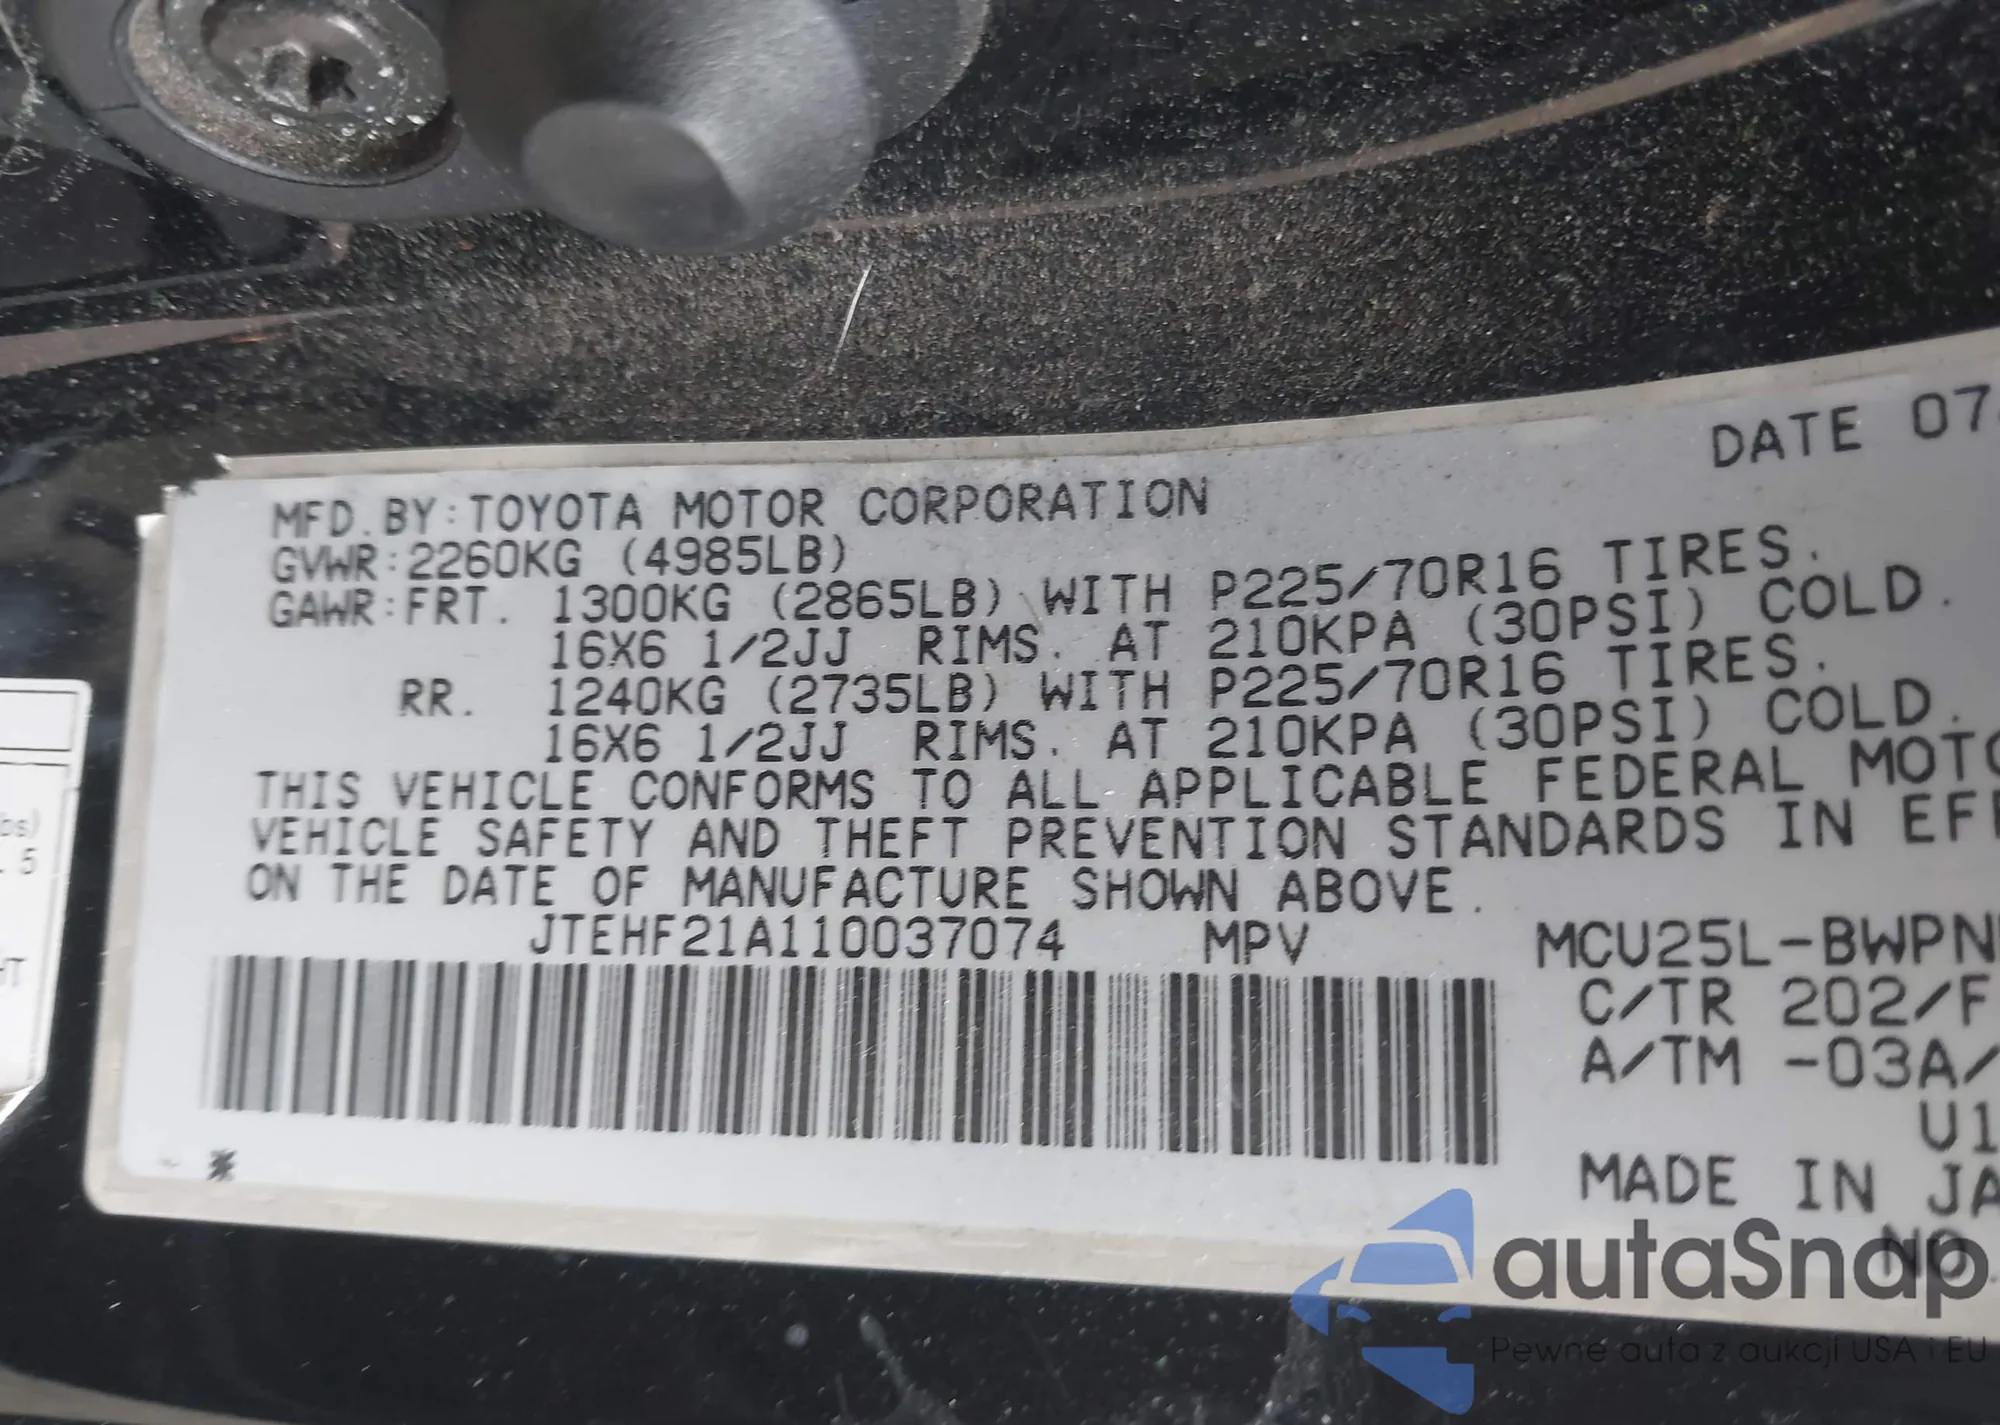 DATE 07
MFD. BY: TOYOTA MOTOR CORPORATION
GVWR: 2260KG (4985LB)
GAWR: FRT. 1300KG (2865LB) WITH P225/70R16 TIRES.
16X6 1/2JJ RIMS. AT 210KPA (30PSI) COLD.
RR. 1240KG (2735LB) WITH P225/70R16 TIRES.
16X6 1/2JJ RIMS. AT 210KPA (30PSI) COLD.
THIS VEHICLE CONFORMS TO ALL APPLICABLE FEDERAL MOTO
VEHICLE SAFETY AND THEFT PREVENTION STANDARDS IN EFF
ON THE DATE OF MANUFACTURE SHOWN ABOVE.
JTEHF21A110037074 MPV MCU25L-BWPN
C/TR 202/F
A/TM -03A/
U1
MADE IN JA
NO.
*
bs)
. 5
T
autaSnap
Pewne auta z aukcji USA i EU